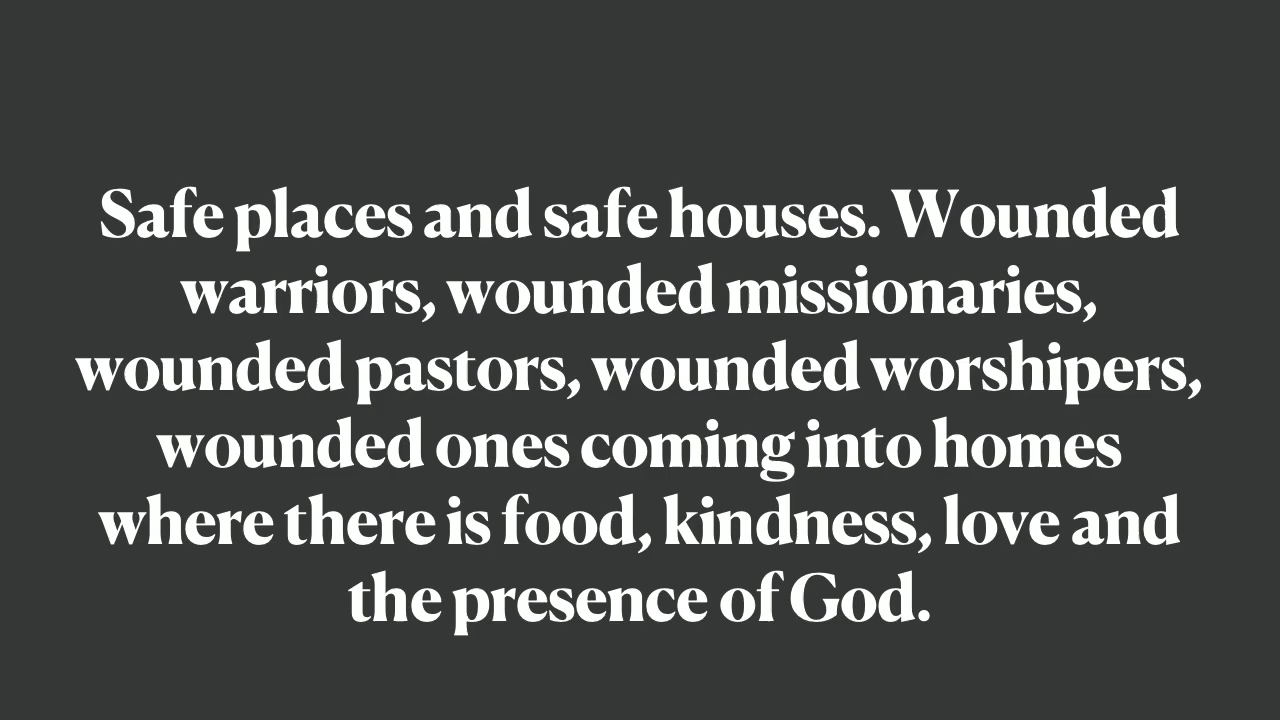 Safe places and safe houses. Wounded
warriors, wounded missionaries,
wounded pastors, wounded worshipers,
wounded ones coming into homes
where there is food, kindness, love and
the presence of God.